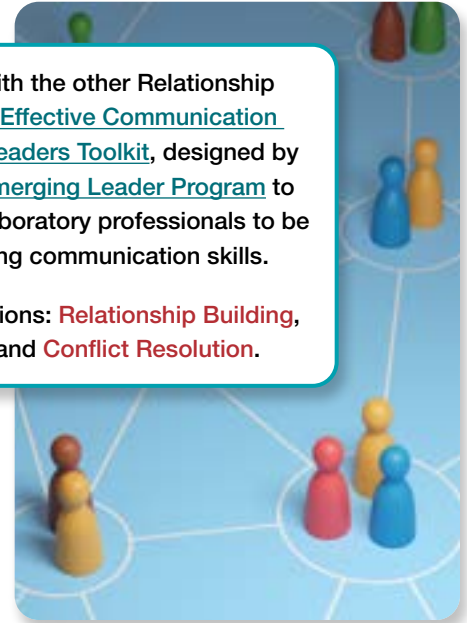 ith the other Relationship
Effective Communication
eaders Toolkit, designed by
merging Leader Program to
boratory professionals to be
ng communication skills.
ions: Relationship Building,
and Conflict Resolution.